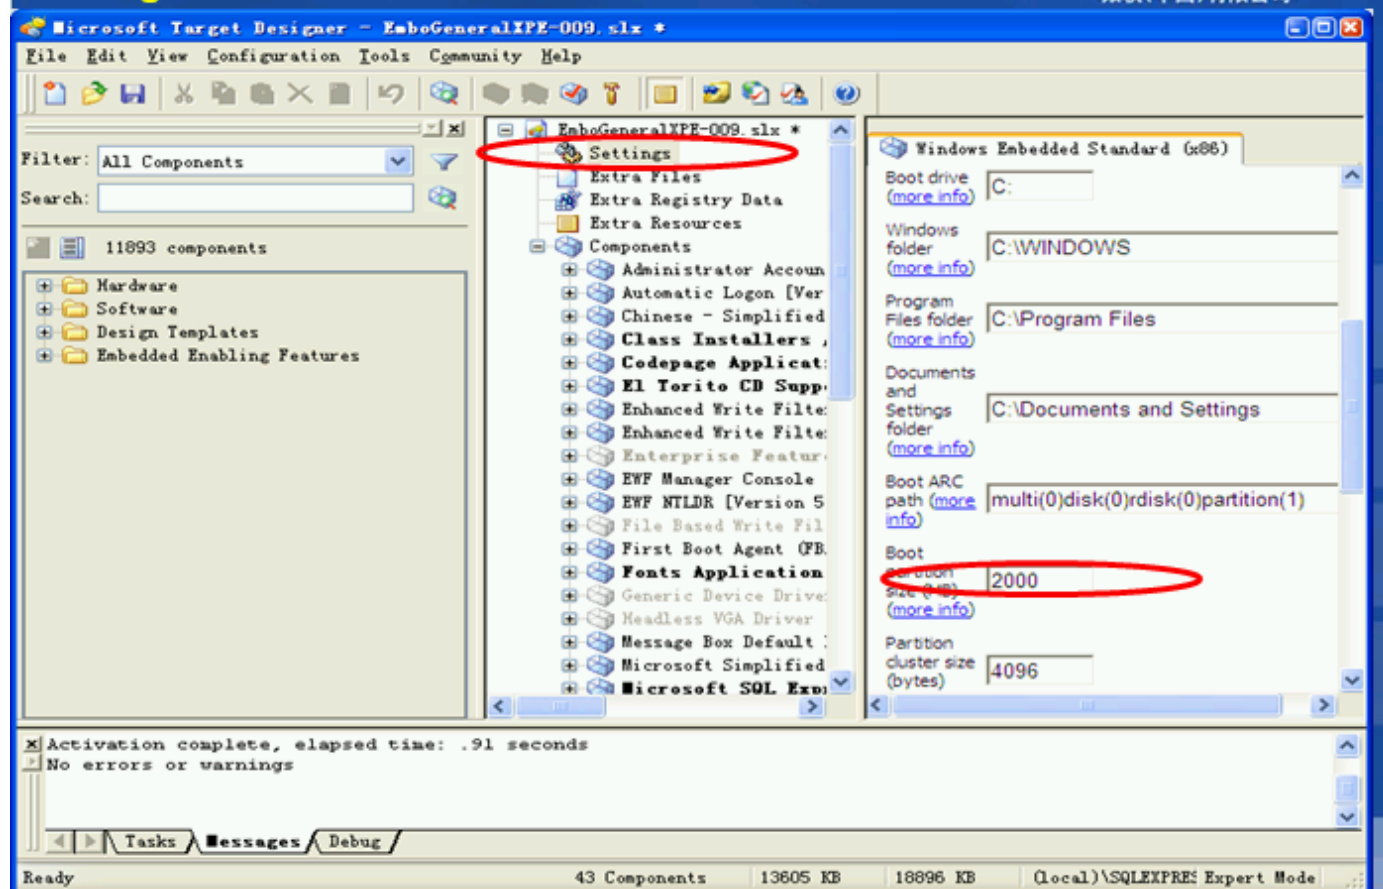 Microsoft Target Designer - EmboGeneralXPE-009.slx *
File Edit View Configuration Tools Community Help
Filter: All Components
Search:
11893 components
Hardware
Software
Design Templates
Embedded Enabling Features
EmboGeneralXPE-009.slx *
Settings
Extra Files
Extra Registry Data
Extra Resources
Components
Administrator Accoun
Automatic Logon [Ver
Chinese - Simplified
Class Installers ,
Codepage Applicat:
El Torito CD Supp
Enhanced Write Filte
Enhanced Write Filte
Enterprise Featur
EWF Manager Console
EWF NTLDR [Version 5
File Based Write Fil
First Boot Agent (FB
Fonts Application
Generic Device Drive
Headless VGA Driver
Message Box Default
Microsoft Simplified
Microsoft SQL Exp
Windows Embedded Standard (x86)
Boot drive
(more info)
C:
Windows
folder
(more info)
C:\WINDOWS
Program
Files folder
(more info)
C:\Program Files
Documents
and
Settings
folder
(more info)
C:\Documents and Settings
Boot ARC
path (more
info)
multi(0)disk(0)rdisk(0)partition(1)
Boot
partition
size (MB)
(more info)
2000
Partition
cluster size
(bytes)
4096
Activation complete, elapsed time: .91 seconds
No errors or warnings
Tasks Messages Debug
Ready 43 Components 13605 KB 18896 KB (local)\SQLEXPRES Expert Mode